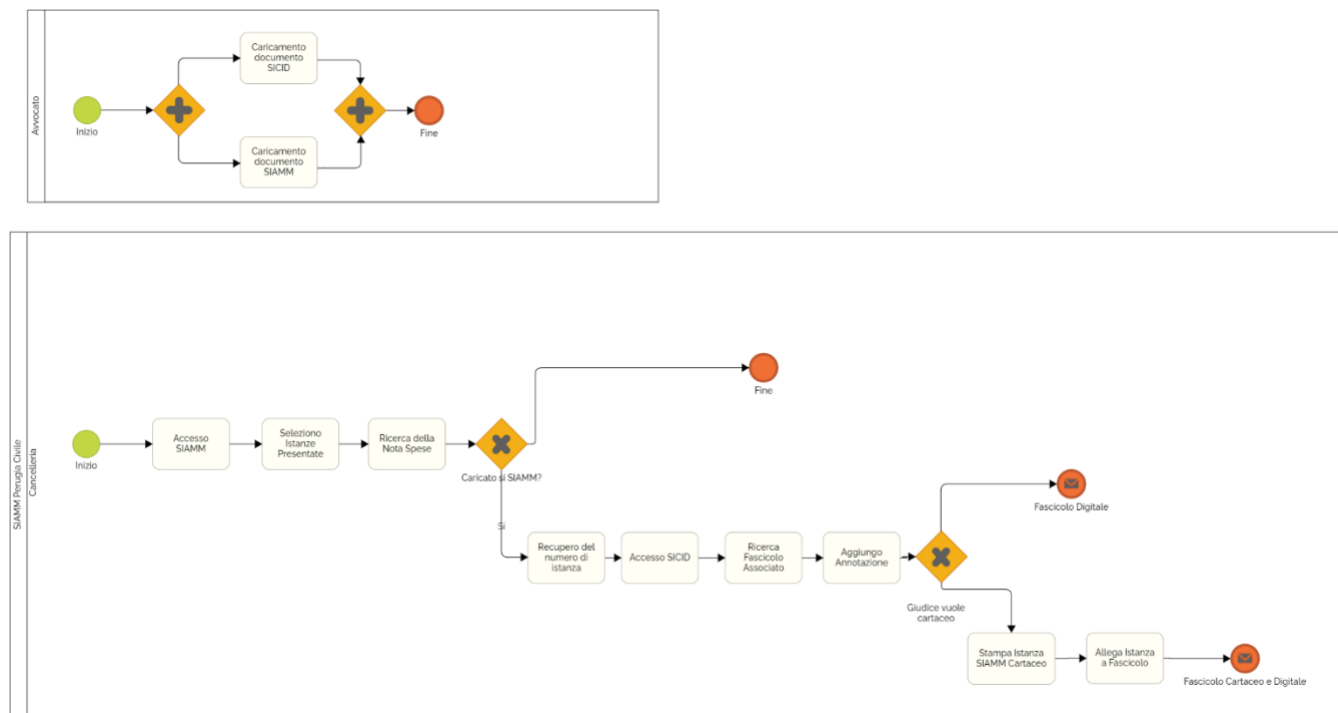 Avvocato
Inizio
Caricamento
documento
SICID
Caricamento
documento
SIAMM
Fine
SIAMM Perugia Civile
Cancelleria
Inizio
Accesso
SIAMM
Seleziono
Istanze
Presentate
Ricerca della
Nota Spese
Caricato si SIAMM?
Fine
Si
Recupero del
numero di
istanza
Accesso SICID
Ricerca
Fascicolo
Associato
Aggiungo
Annotazione
Giudice vuole
cartaceo
Fascicolo Digitale
Stampa Istanza
SIAMM Cartaceo
Allega Istanza
a Fascicolo
Fascicolo Cartaceo e Digitale